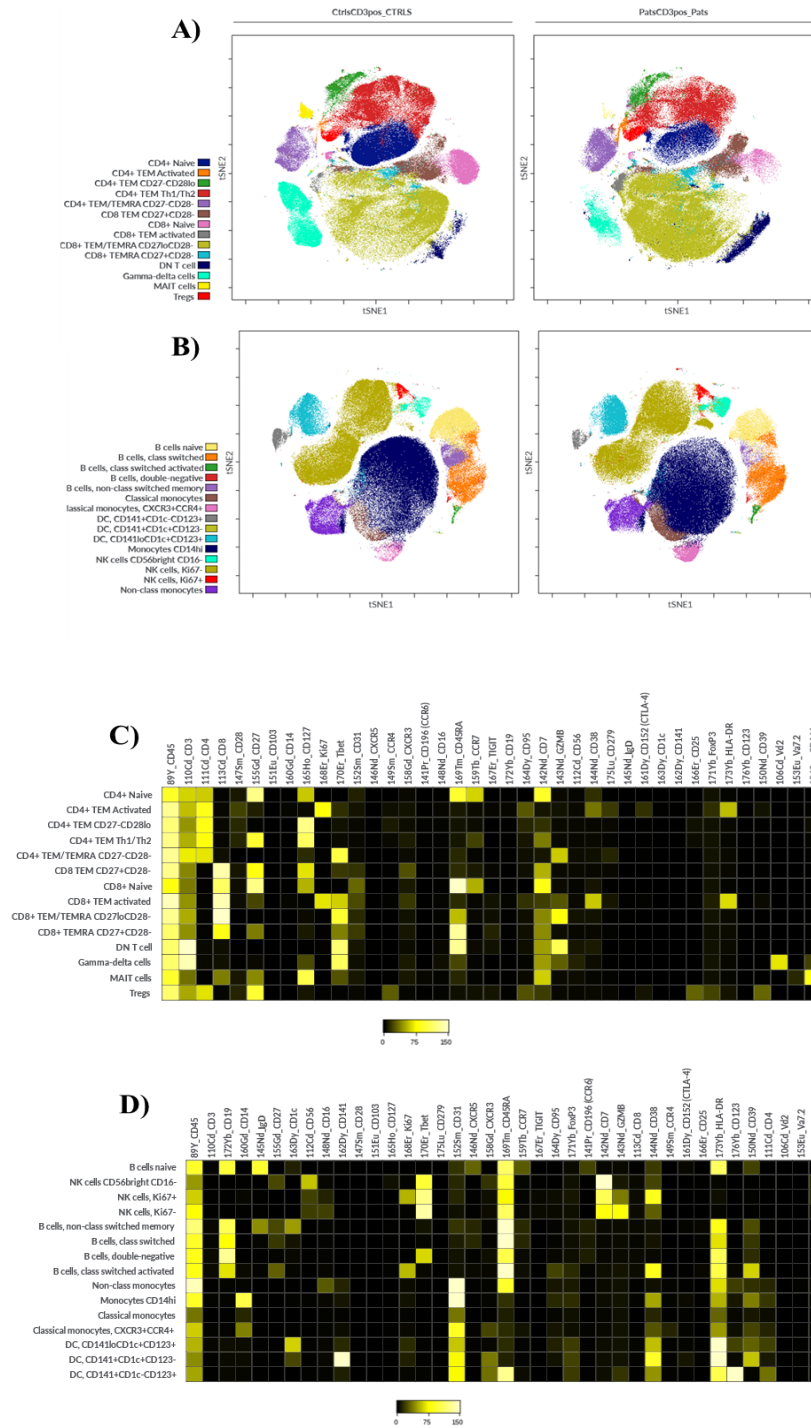 CtrlsCD3pos_CTRLS
PatsCD3pos_Pats
A)
tSNE2
tSNE2
CD4+ Naive
CD4+ TEM Activated
CD4+ TEM CD27-CD28lo
CD4+ TEM Th1/Th2
CD4+ TEM/TEMRA CD27-CD28-
CD8 TEM CD27+CD28-
CD8+ Naive
CD8+ TEM activated
CD8+ TEM/TEMRA CD27loCD28-
CD8+ TEMRA CD27+CD28-
DN T cell
Gamma-delta cells
MAIT cells
Tregs
tSNE1
tSNE1
B)
tSNE2
tSNE2
B cells naive
B cells, class switched
B cells, class switched activated
B cells, double-negative
B cells, non-class switched memory
Classical monocytes
lassical monocytes, CXCR3+CCR4+
DC, CD141+CD1c-CD123+
DC, CD141+CD1c+CD123-
DC, CD141loCD1c+CD123+
Monocytes CD14hi
NK cells CD56bright CD16-
NK cells, Ki67-
NK cells, Ki67+
Non-class monocytes
tSNE1
tSNE1
C)
89Y_CD45
110Cd_CD3
111Cd_CD4
113Cd_CD8
147Sm_CD28
155Gd_CD27
151Eu_CD103
160Gd_CD14
165Ho_CD127
168Er_Ki67
170Er_Tbet
152Sm_CD31
146Nd_CXCR5
149Sm_CCR4
158Gd_CXCR3
141Pr_CD196 (CCR6)
148Nd_CD16
169Tm_CD45RA
159Tb_CCR7
167Er_TIGIT
172Yb_CD19
164Dy_CD95
142Nd_CD7
143Nd_GZMB
112Cd_CD56
144Nd_CD38
175Lu_CD279
145Nd_IgD
161Dy_CD152 (CTLA-4)
163Dy_CD1c
162Dy_CD141
166Er_CD25
171Yb_FoxP3
173Yb_HLA-DR
176Yb_CD123
150Nd_CD39
106Cd_Vd2
153Eu_Va7.2
CD4+ Naive
CD4+ TEM Activated
CD4+ TEM CD27-CD28lo
CD4+ TEM Th1/Th2
CD4+ TEM/TEMRA CD27-CD28-
CD8 TEM CD27+CD28-
CD8+ Naive
CD8+ TEM activated
CD8+ TEM/TEMRA CD27loCD28-
CD8+ TEMRA CD27+CD28-
DN T cell
Gamma-delta cells
MAIT cells
Tregs
0 75 150
D)
89Y_CD45
110Cd_CD3
172Yb_CD19
160Gd_CD14
145Nd_IgD
155Gd_CD27
163Dy_CD1c
112Cd_CD56
148Nd_CD16
162Dy_CD141
147Sm_CD28
151Eu_CD103
165Ho_CD127
168Er_Ki67
170Er_Tbet
175Lu_CD279
152Sm_CD31
146Nd_CXCR5
158Gd_CXCR3
169Tm_CD45RA
159Tb_CCR7
167Er_TIGIT
164Dy_CD95
171Yb_FoxP3
141Pr_CD196 (CCR6)
142Nd_CD7
143Nd_GZMB
113Cd_CD8
144Nd_CD38
149Sm_CCR4
161Dy_CD152 (CTLA-4)
166Er_CD25
173Yb_HLA-DR
176Yb_CD123
150Nd_CD39
111Cd_CD4
106Cd_Vd2
153Eu_Va7.2
B cells naive
NK cells CD56bright CD16-
NK cells, Ki67+
NK cells, Ki67-
B cells, non-class switched memory
B cells, class switched
B cells, double-negative
B cells, class switched activated
Non-class monocytes
Monocytes CD14hi
Classical monocytes
Classical monocytes, CXCR3+CCR4+
DC, CD141loCD1c+CD123+
DC, CD141+CD1c+CD123-
DC, CD141+CD1c-CD123+
0 75 150